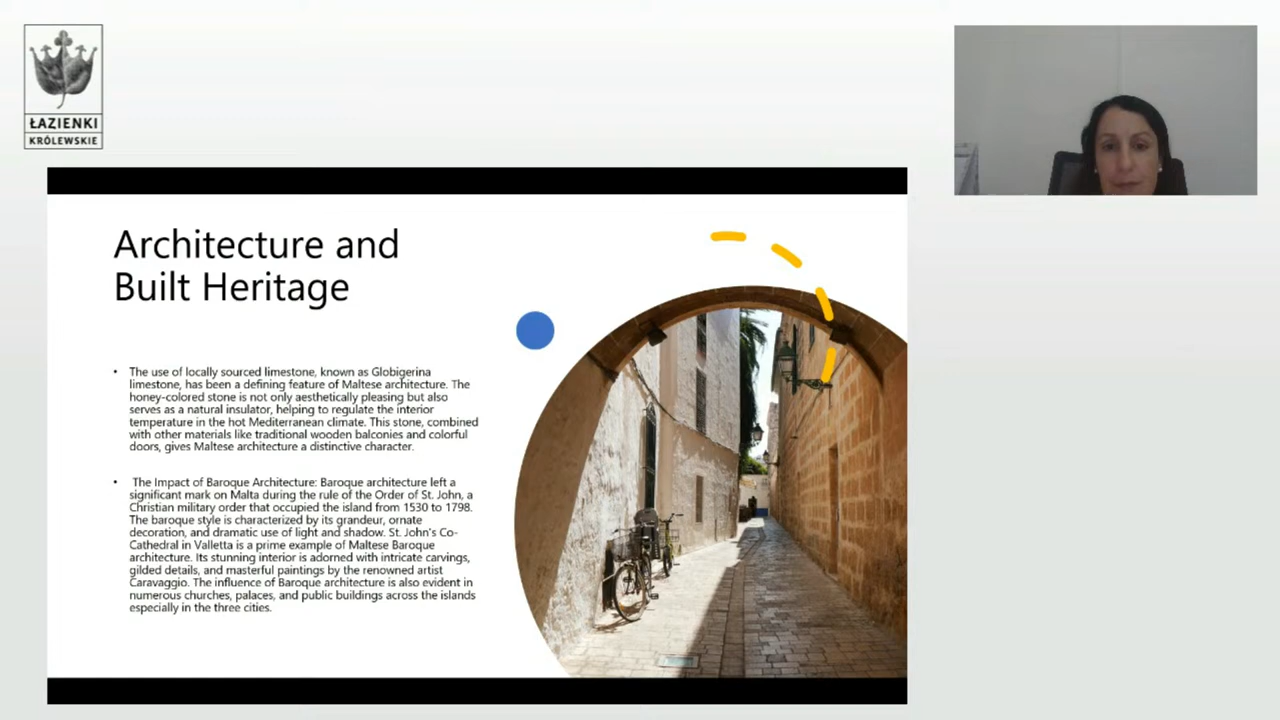 ŁAZIENKI
KRÓLEWSKIE
Architecture and
Built Heritage
• The use of locally sourced limestone, known as Globigerina
limestone, has been a defining feature of Maltese architecture. The
honey-colored stone is not only aesthetically pleasing but also
serves as a natural insulator, helping to regulate the interior
temperature in the hot Mediterranean climate. This stone, combined
with other materials like traditional wooden balconies and colorful
doors, gives Maltese architecture a distinctive character.
• The Impact of Baroque Architecture: Baroque architecture left a
significant mark on Malta during the rule of the Order of St. John, a
Christian military order that occupied the island from 1530 to 1798.
The baroque style is characterized by its grandeur, ornate
decoration, and dramatic use of light and shadow. St. John's Co-
Cathedral in Valletta is a prime example of Maltese Baroque
architecture. Its stunning interior is adorned with intricate carvings,
gilded details, and masterful paintings by the renowned artist
Caravaggio. The influence of Baroque architecture is also evident in
numerous churches, palaces, and public buildings across the islands
especially in the three cities.